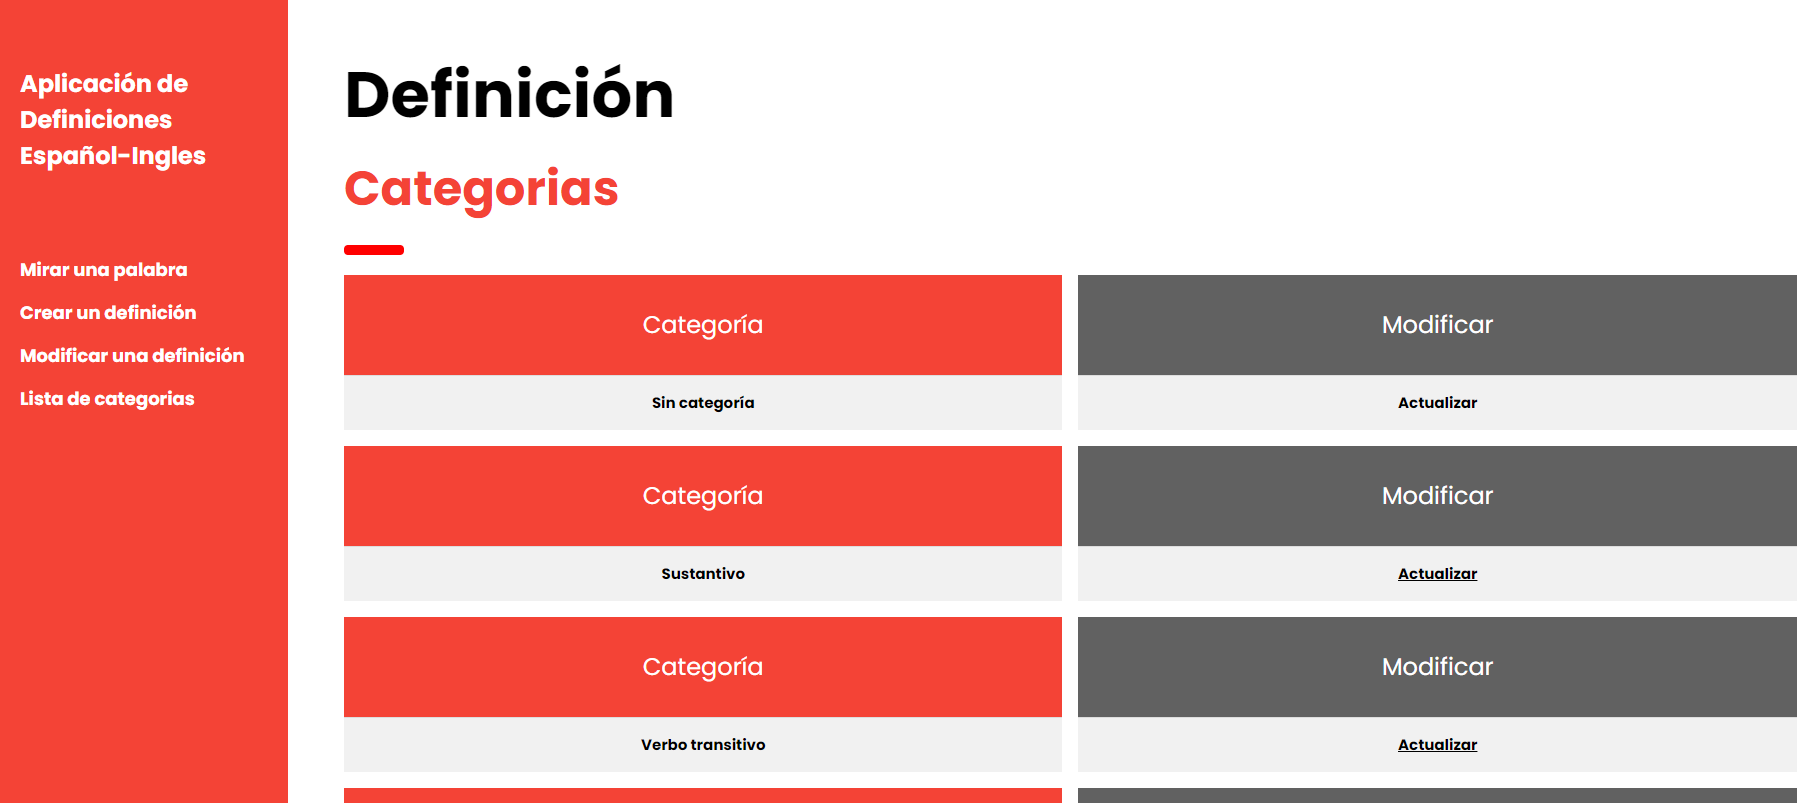 Aplicación de
Definiciones
Español-Ingles
Mirar una palabra
Crear un definición
Modificar una definición
Lista de categorias
Definición
Categorias
Categoría
Modificar
Sin categoría
Actualizar
Categoría
Modificar
Sustantivo
Actualizar
Categoría
Modificar
Verbo transitivo
Actualizar